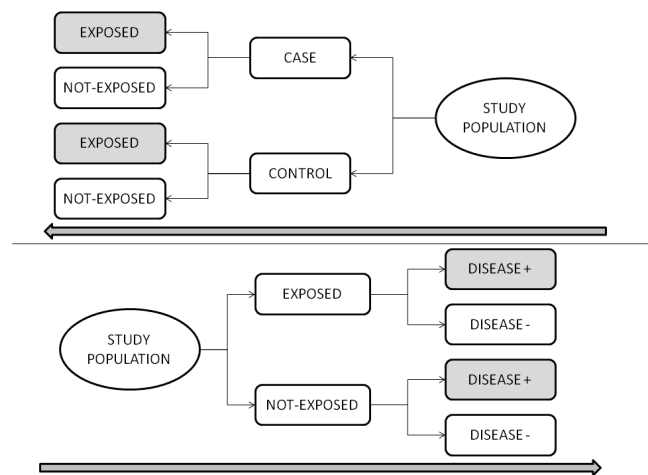 EXPOSED
NOT-EXPOSED
EXPOSED
NOT-EXPOSED
CASE
CONTROL
STUDY
POPULATION
STUDY
POPULATION
EXPOSED
NOT-EXPOSED
DISEASE +
DISEASE -
DISEASE +
DISEASE -